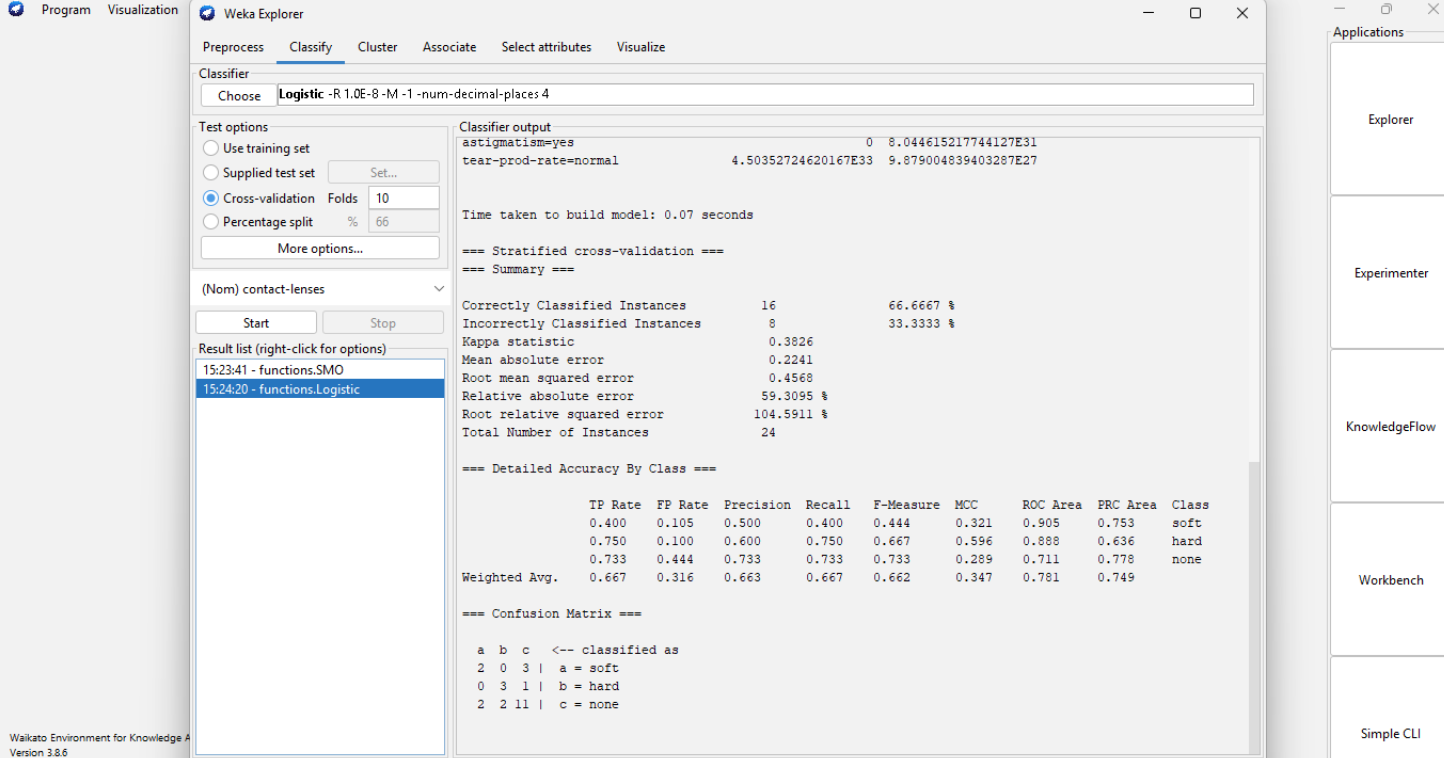 Program Visualization
Weka Explorer
Preprocess Classify Cluster Associate Select attributes Visualize
Classifier
Choose Logistic -R 1.0E-8 -M -1 -num-decimal-places 4
Test options
Use training set
Supplied test set Set...
Cross-validation Folds 10
Percentage split % 66
More options...
(Nom) contact-lenses
Start Stop
Result list (right-click for options)
15:23:41 - functions.SMO
15:24:20 - functions.Logistic
Classifier output
astigmatism=yes 0 8.044615217744127E31
tear-prod-rate=normal 4.50352724620167E33 9.879004839403287E27
Time taken to build model: 0.07 seconds
=== Stratified cross-validation ===
=== Summary ===
Correctly Classified Instances 16 66.6667 %
Incorrectly Classified Instances 8 33.3333 %
Kappa statistic 0.3826
Mean absolute error 0.2241
Root mean squared error 0.4568
Relative absolute error 59.3095 %
Root relative squared error 104.5911 %
Total Number of Instances 24
=== Detailed Accuracy By Class ===
TP Rate FP Rate Precision Recall F-Measure MCC ROC Area PRC Area Class
0.400 0.105 0.500 0.400 0.444 0.321 0.905 0.753 soft
0.750 0.100 0.600 0.750 0.667 0.596 0.888 0.636 hard
0.733 0.444 0.733 0.733 0.733 0.289 0.711 0.778 none
Weighted Avg. 0.667 0.316 0.663 0.667 0.662 0.347 0.781 0.749
=== Confusion Matrix ===
a b c <-- classified as
2 0 3 | a = soft
0 3 1 | b = hard
2 2 11 | c = none
Applications
Explorer
Experimenter
KnowledgeFlow
Workbench
Simple CLI
Waikato Environment for Knowledge A
Version 3.8.6